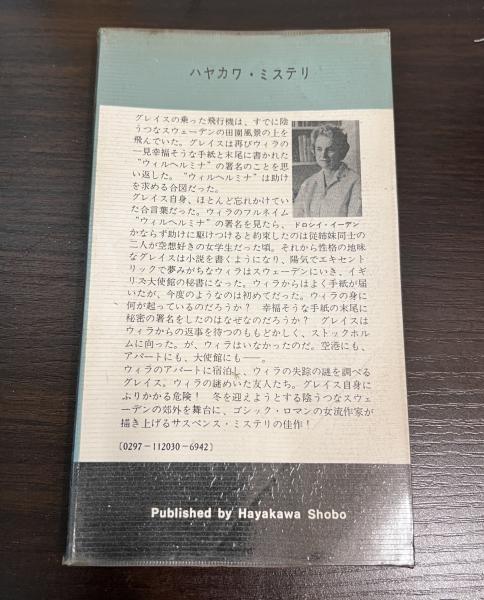 ハヤカワ・ミステリ
グレイスの乗った飛行機は、すでに陰
うつなスウェーデンの田園風景の上を
飛んでいた。グレイスは再びウィラの
一見幸福そうな手紙と末尾に書かれた
“ウィルヘルミナ”の署名のことを思
い返した。“ウィルヘルミナ”は助け
を求める合図だった。
グレイス自身、ほとんど忘れかけてい
た合言葉だった。ウィラのフルネイム
“ウィルヘルミナ”の署名を見たら、
ドロシイ・イーデン
かならず助けに駆けつけると約束したのは従姉妹同士の
二人が空想好きの女学生だった頃。それから性格の地味
なグレイスは小説を書くようになり、陽気でエキセント
リックで夢みがちなウィラはスウェーデンにいき、イギ
リス大使館の秘書になった。ウィラからはよく手紙が届
いたが、今度のようなのは初めてだった。ウィラの身に
何が起っているのだろうか？ 幸福そうな手紙の末尾に
秘密の署名をしたのはなぜなのだろうか？ グレイスは
ウィラからの返事を待つのももどかしく、ストックホル
ムに向った。が、ウィラはいなかったのだ。空港にも、
アパートにも、大使館にも──。
ウィラのアパートに宿泊し、ウィラの失踪の謎を調べる
グレイス。ウィラの謎めいた友人たち。グレイス自身に
ふりかかる危険！ 冬を迎えようとする陰うつなスウェ
ーデンの郊外を舞台に、ゴシック・ロマンの女流作家が
描き上げるサスペンス・ミステリの佳作！
〔0297-112030-6942〕
Published by Hayakawa Shobo